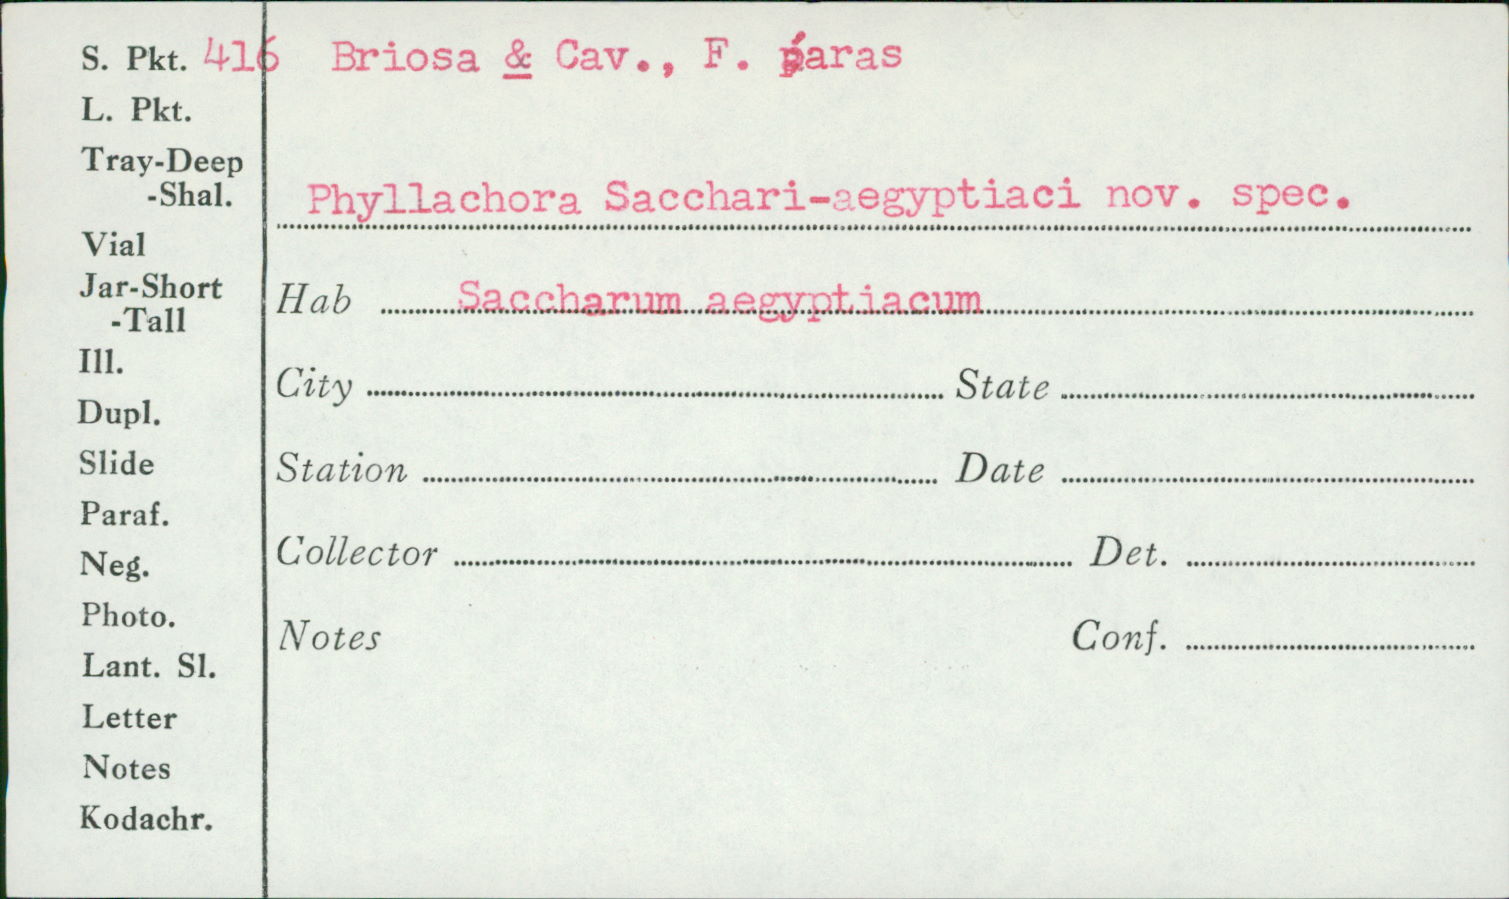 S. Pkt. 416 Briosa & Cav., F. paras
L. Pkt.
Tray-Deep
-Shal.
Phyllachora Sacchari-aegyptiaci nov. spec.
Vial
Jar-Short
-Tall
Hab Saccharum aegyptiacum
Ill.
City State
Dupl.
Slide
Station Date
Paraf.
Neg.
Collector Det.
Photo.
Notes Conf.
Lant. Sl.
Letter
Notes
Kodachr.